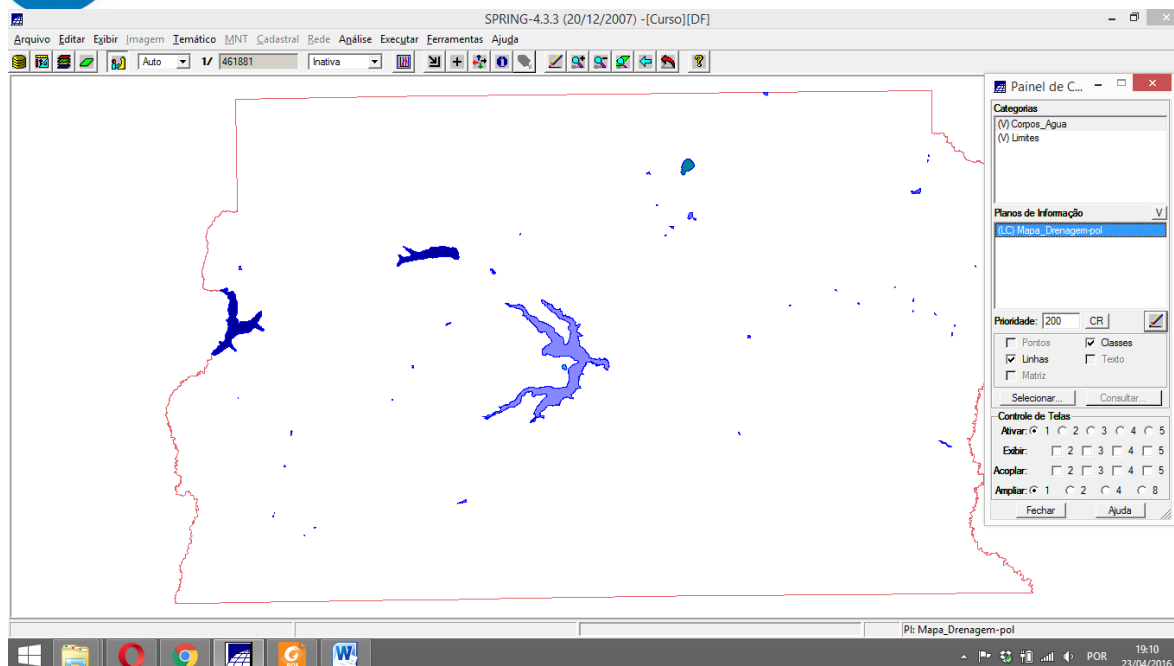 SPRING-4.3.3 (20/12/2007) -[Curso][DF]
Arquivo Editar Exibir Imagem Temático MNT Cadastral Rede Análise Executar Ferramentas Ajuda
Auto 1/ 461881 Inativa
Painel de C...
Categorias
(V) Corpos_Agua
(V) Limites
Planos de Informação V
(LC) Mapa_Drenagem-pol
Prioridade: 200 CR
Pontos Classes
Linhas Texto
Matriz
Selecionar... Consultar...
Controle de Telas
Ativar: 1 2 3 4 5
Exibir: 2 3 4 5
Acoplar: 2 3 4 5
Ampliar: 1 2 4 8
Fechar Ajuda
PI: Mapa_Drenagem-pol
POR
19:10
23/04/2016